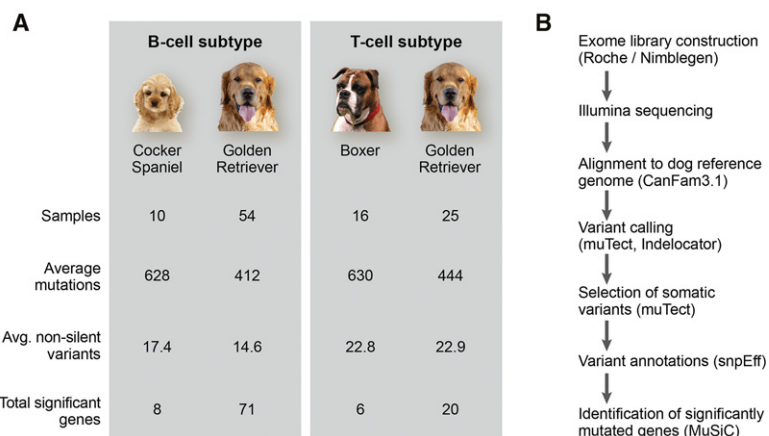 A
B-cell subtype
T-cell subtype
Cocker
Spaniel
Golden
Retriever
Boxer
Golden
Retriever
Samples
10
54
16
25
Average
mutations
628
412
630
444
Avg. non-silent
variants
17.4
14.6
22.8
22.9
Total significant
genes
8
71
6
20
B
Exome library construction
(Roche / Nimblegen)
Illumina sequencing
Alignment to dog reference
genome (CanFam3.1)
Variant calling
(muTect, Indelocator)
Selection of somatic
variants (muTect)
Variant annotations (snpEff)
Identification of significantly
mutated genes (MuSiC)